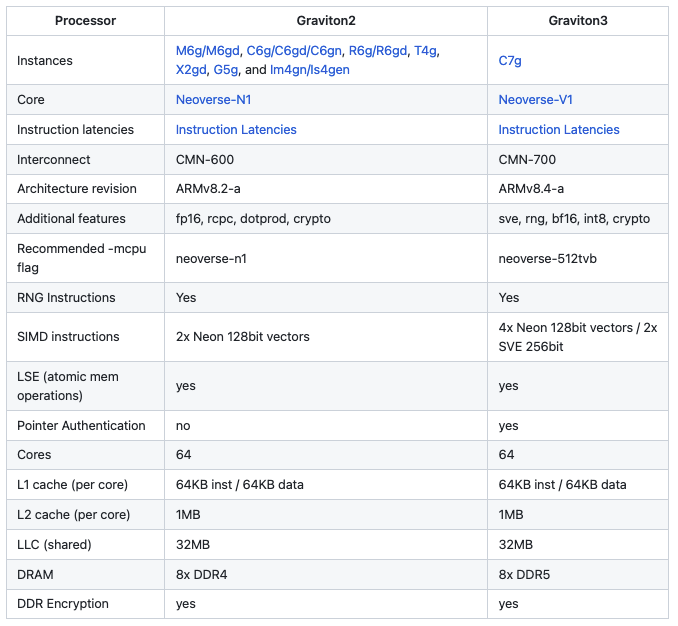 Processor Graviton2 Graviton3
Instances M6g/M6gd, C6g/C6gd/C6gn, R6g/R6gd, T4g, X2gd, G5g, and Im4gn/Is4gen C7g
Core Neoverse-N1 Neoverse-V1
Instruction latencies Instruction Latencies Instruction Latencies
Interconnect CMN-600 CMN-700
Architecture revision ARMv8.2-a ARMv8.4-a
Additional features fp16, rcpc, dotprod, crypto sve, rng, bf16, int8, crypto
Recommended -mcpu flag neoverse-n1 neoverse-512tvb
RNG Instructions Yes Yes
SIMD instructions 2x Neon 128bit vectors 4x Neon 128bit vectors / 2x SVE 256bit
LSE (atomic mem operations) yes yes
Pointer Authentication no yes
Cores 64 64
L1 cache (per core) 64KB inst / 64KB data 64KB inst / 64KB data
L2 cache (per core) 1MB 1MB
LLC (shared) 32MB 32MB
DRAM 8x DDR4 8x DDR5
DDR Encryption yes yes